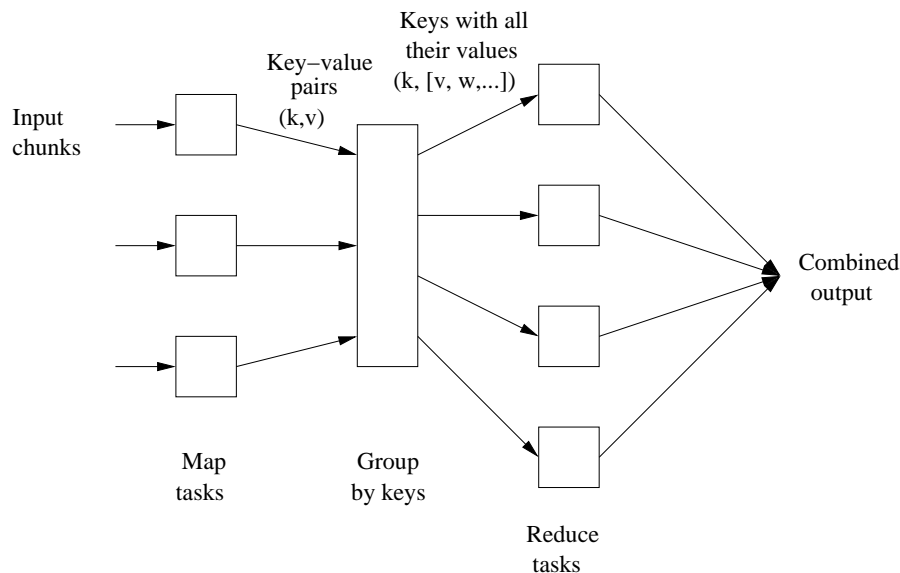 Input
chunks
Key−value
pairs
(k,v)
Keys with all
their values
(k, [v, w,...])
Combined
output
Map
tasks
Group
by keys
Reduce
tasks